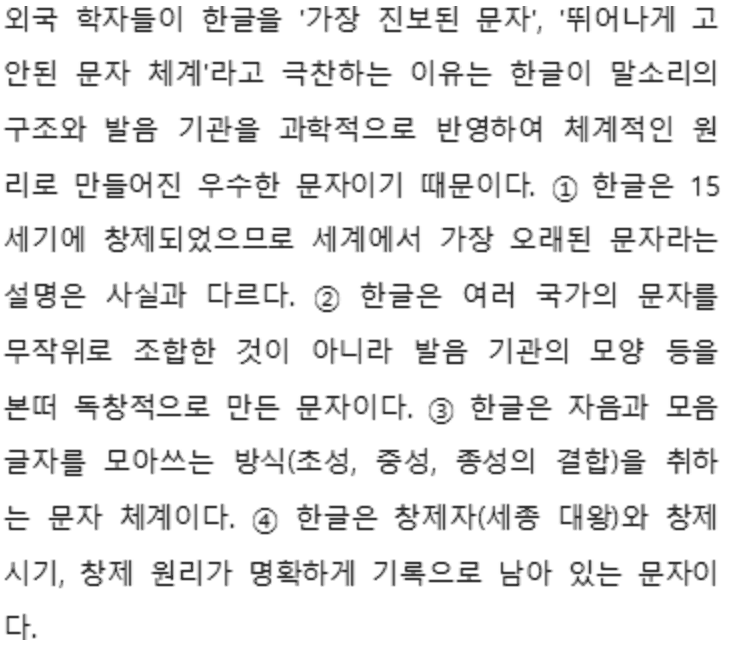 외국 학자들이 한글을 '가장 진보된 문자', '뛰어나게 고
안된 문자 체계'라고 극찬하는 이유는 한글이 말소리의
구조와 발음 기관을 과학적으로 반영하여 체계적인 원
리로 만들어진 우수한 문자이기 때문이다. ① 한글은 15
세기에 창제되었으므로 세계에서 가장 오래된 문자라는
설명은 사실과 다르다. ② 한글은 여러 국가의 문자를
무작위로 조합한 것이 아니라 발음 기관의 모양 등을
본떠 독창적으로 만든 문자이다. ③ 한글은 자음과 모음
글자를 모아쓰는 방식(초성, 중성, 종성의 결합)을 취하
는 문자 체계이다. ④ 한글은 창제자(세종 대왕)와 창제
시기, 창제 원리가 명확하게 기록으로 남아 있는 문자이
다.